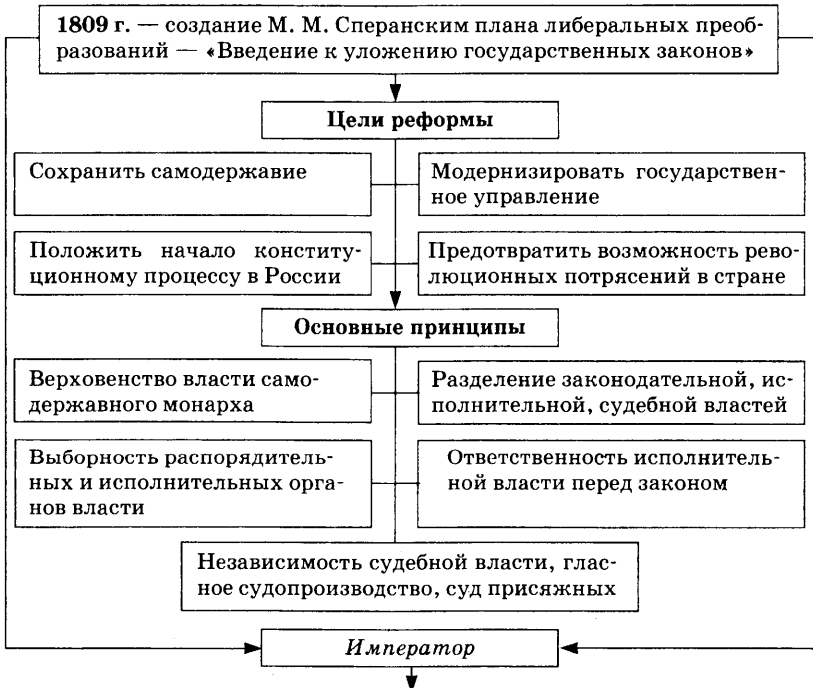 1809 г. — создание М. М. Сперанским плана либеральных преоб-
разований — «Введение к уложению государственных законов»
Цели реформы
Сохранить самодержавие
Модернизировать государствен-
ное управление
Положить начало конститу-
ционному процессу в России
Предотвратить возможность рево-
люционных потрясений в стране
Основные принципы
Верховенство власти само-
державного монарха
Разделение законодательной, ис-
полнительной, судебной властей
Выборность распорядитель-
ных и исполнительных орга-
нов власти
Ответственность исполнитель-
ной власти перед законом
Независимость судебной власти, глас-
ное судопроизводство, суд присяжных
Император